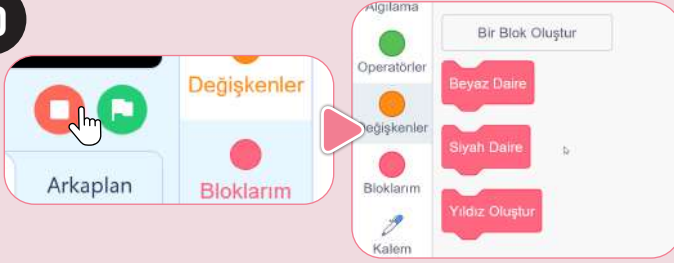 Değişkenler
Arkaplan
Bloklarım
Algılama
Operatörler
Değişkenler
Bloklarım
Kalem
Bir Blok Oluştur
Beyaz Daire
Siyah Daire
Yıldız Oluştur